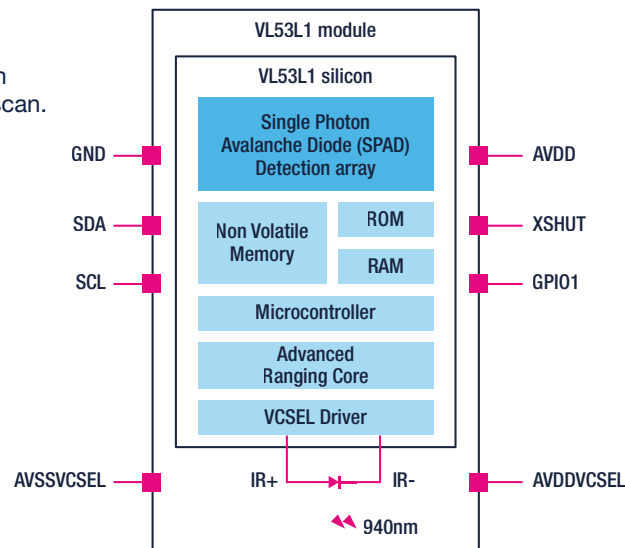 VL53L1 module
n
scan.
VL53L1 silicon
Single Photon
Avalanche Diode (SPAD)
Detection array
GND
AVDD
SDA
Non Volatile
Memory
ROM
XSHUT
SCL
RAM
GPIO1
Microcontroller
Advanced
Ranging Core
VCSEL Driver
AVSSVCSEL
IR+
IR-
AVDDVCSEL
940nm